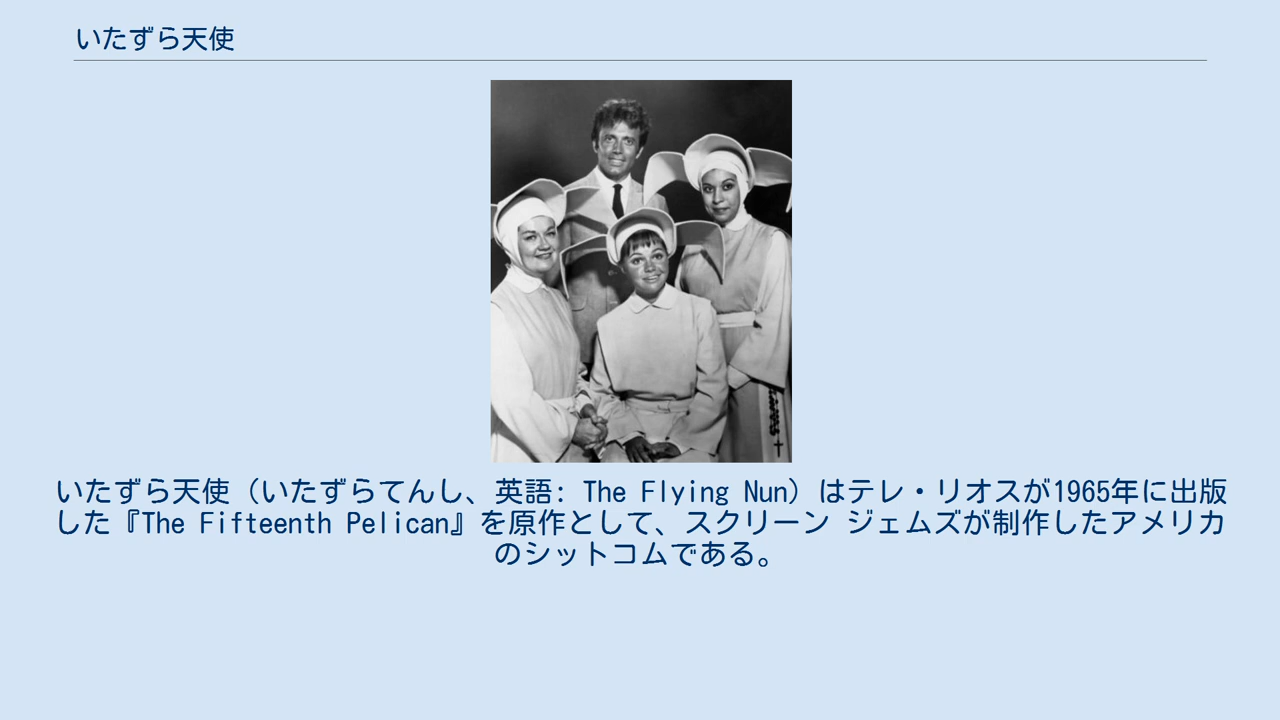 いたずら天使
いたずら天使（いたずらてんし、英語: The Flying Nun）はテレ・リオスが1965年に出版
した『The Fifteenth Pelican』を原作として、スクリーン ジェムズが制作したアメリカ
のシットコムである。